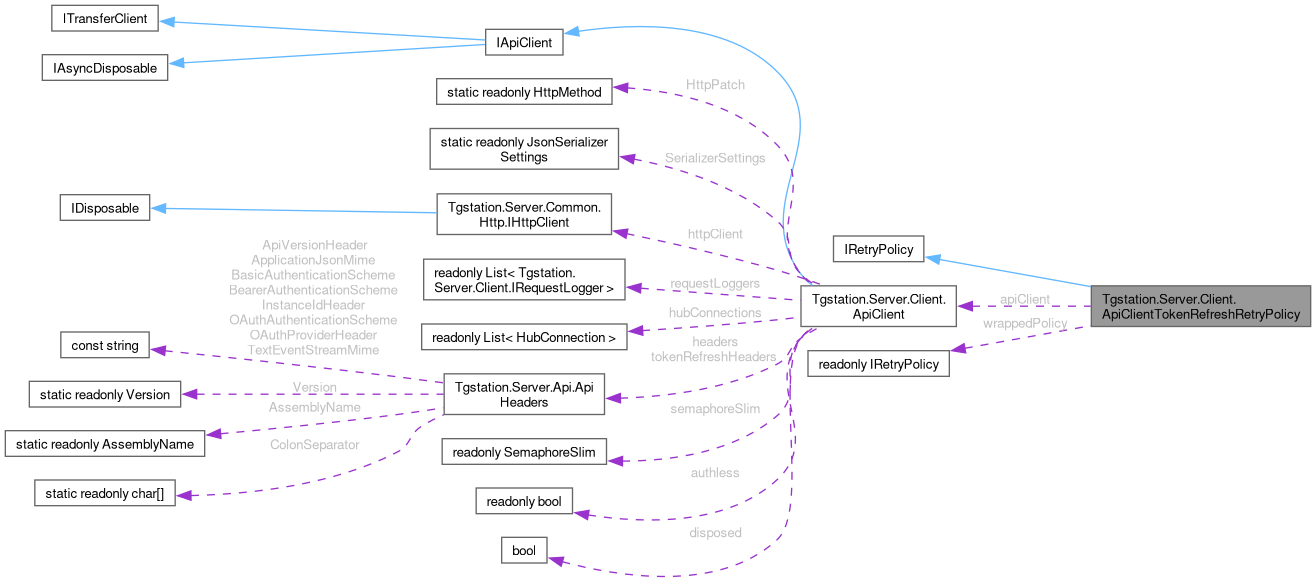 ITransferClient
IAsyncDisposable
IApiClient
HttpPatch
static readonly HttpMethod
static readonly JsonSerializer
Settings
SerializerSettings
IDisposable
Tgstation.Server.Common.
Http.IHttpClient
httpClient
ApiVersionHeader
ApplicationJsonMime
BasicAuthenticationScheme
BearerAuthenticationScheme
InstanceIdHeader
OAuthAuthenticationScheme
OAuthProviderHeader
TextEventStreamMime
readonly List< Tgstation.
Server.Client.IRequestLogger >
requestLoggers
IRetryPolicy
Tgstation.Server.Client.
ApiClient
apiClient
Tgstation.Server.Client.
ApiClientTokenRefreshRetryPolicy
hubConnections
readonly List< HubConnection >
wrappedPolicy
readonly IRetryPolicy
headers
tokenRefreshHeaders
const string
static readonly Version
Version
Tgstation.Server.Api.Api
Headers
AssemblyName
static readonly AssemblyName
ColonSeparator
static readonly char[]
semaphoreSlim
readonly SemaphoreSlim
authless
readonly bool
disposed
bool